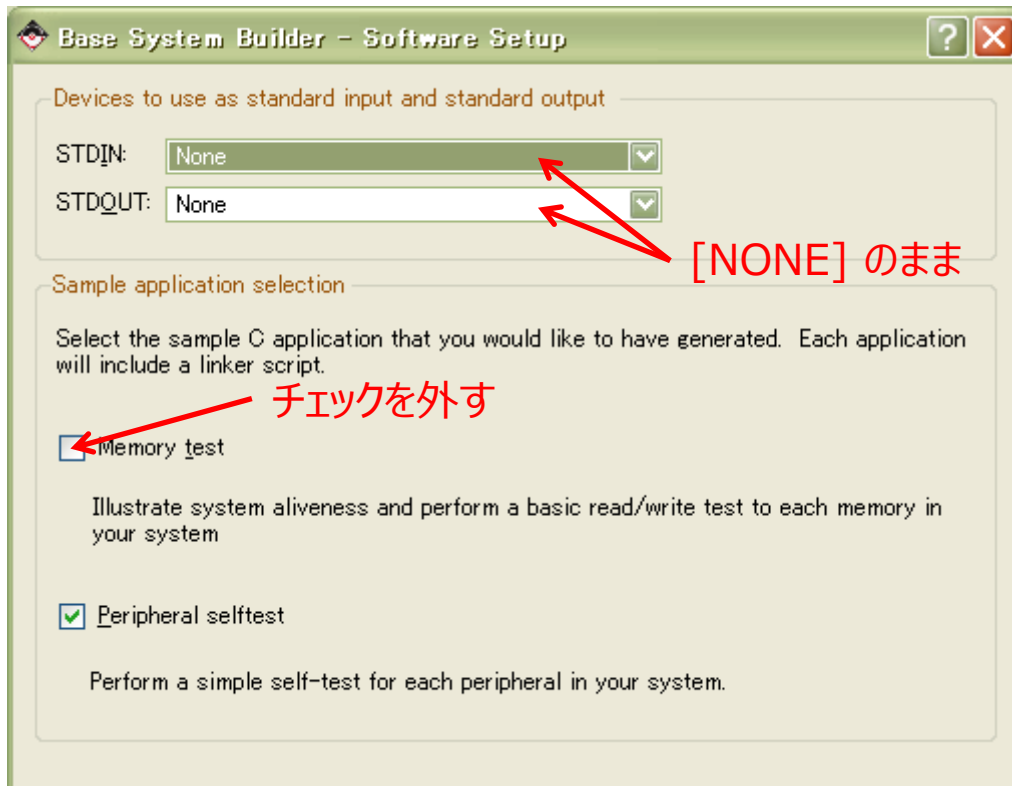 Base System Builder - Software Setup
Devices to use as standard input and standard output
STDIN: None
STDOUT: None
[NONE] のまま
Sample application selection
Select the sample C application that you would like to have generated. Each application
will include a linker script.
チェックを外す
Memory test
Illustrate system aliveness and perform a basic read/write test to each memory in
your system
Peripheral selftest
Perform a simple self-test for each peripheral in your system.